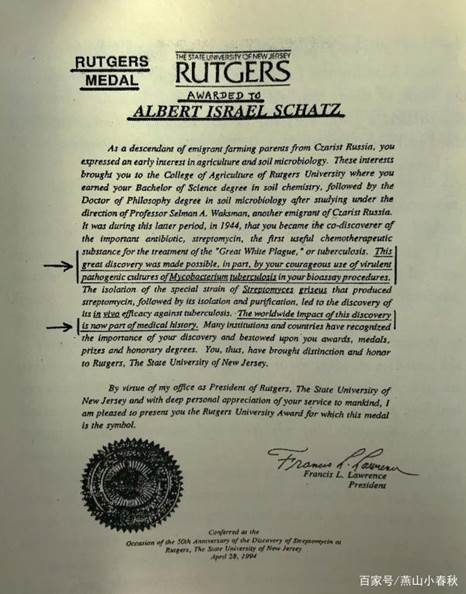 RUTGERS
MEDAL
THE STATE UNIVERSITY OF NEW JERSEY
RUTGERS
AWARDED TO
ALBERT ISRAEL SCHATZ
As a descendant of emigrant farming parents from Czarist Russia, you
expressed an early interest in agriculture and soil microbiology. These interests
brought you to the College of Agriculture of Rutgers University where you
earned your Bachelor of Science degree in soil chemistry, followed by the
Doctor of Philosophy degree in soil microbiology after studying under the
direction of Professor Selman A. Waksman, another emigrant of Czarist Russia.
It was during this latter period, in 1944, that you became the co-discoverer of
the important antibiotic, streptomycin, the first useful chemotherapeutic
substance for the treatment of the "Great White Plague," or tuberculosis. This
great discovery was made possible, in part, by your courageous use of virulent
pathogenic cultures of Mycobacterium tuberculosis in your bioassay procedures.
The isolation of the special strain of Streptomyces griseus that produced
streptomycin, followed by its isolation and purification, led to the discovery of
its in vivo efficacy against tuberculosis. The worldwide impact of this discovery
is now part of medical history. Many institutions and countries have recognized
the importance of your discovery and bestowed upon you awards, medals,
prizes and honorary degrees. You, thus, have brought distinction and honor
to Rutgers, The State University of New Jersey.
By virtue of my office as President of Rutgers, The State University of
New Jersey and with deep personal appreciation of your service to mankind, I
am pleased to present you the Rutgers University Award for which this medal
is the symbol.
Francis L. Lawrence
Francis L. Lawrence
President
Conferred at the
Occasion of the 50th Anniversary of the Discovery of Streptomycin at
Rutgers, The State University of New Jersey
April 28, 1994
百家号/燕山小春秋